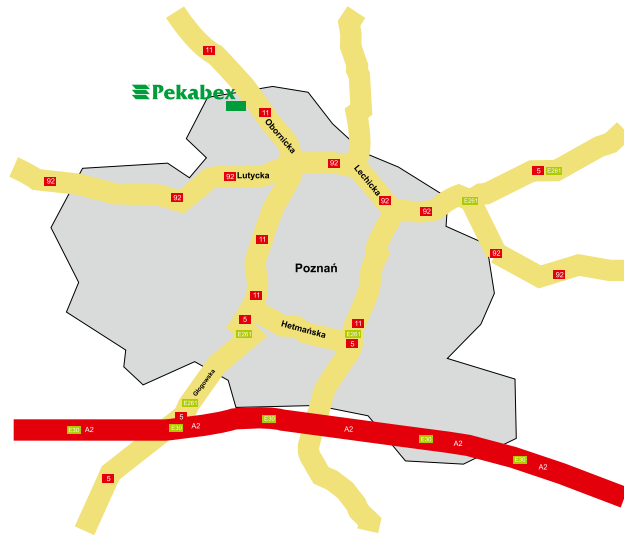 11
Pekabex
11
Obornicka
92
92
Lutycka
92
92
Lechicka
92
92
E261
5
E261
11
92
92
Poznań
11
5
E261
Hetmańska
11
E261
5
Głogowska
E261
5
E30
A2
E30
A2
E30
A2
E30
E30
A2
5